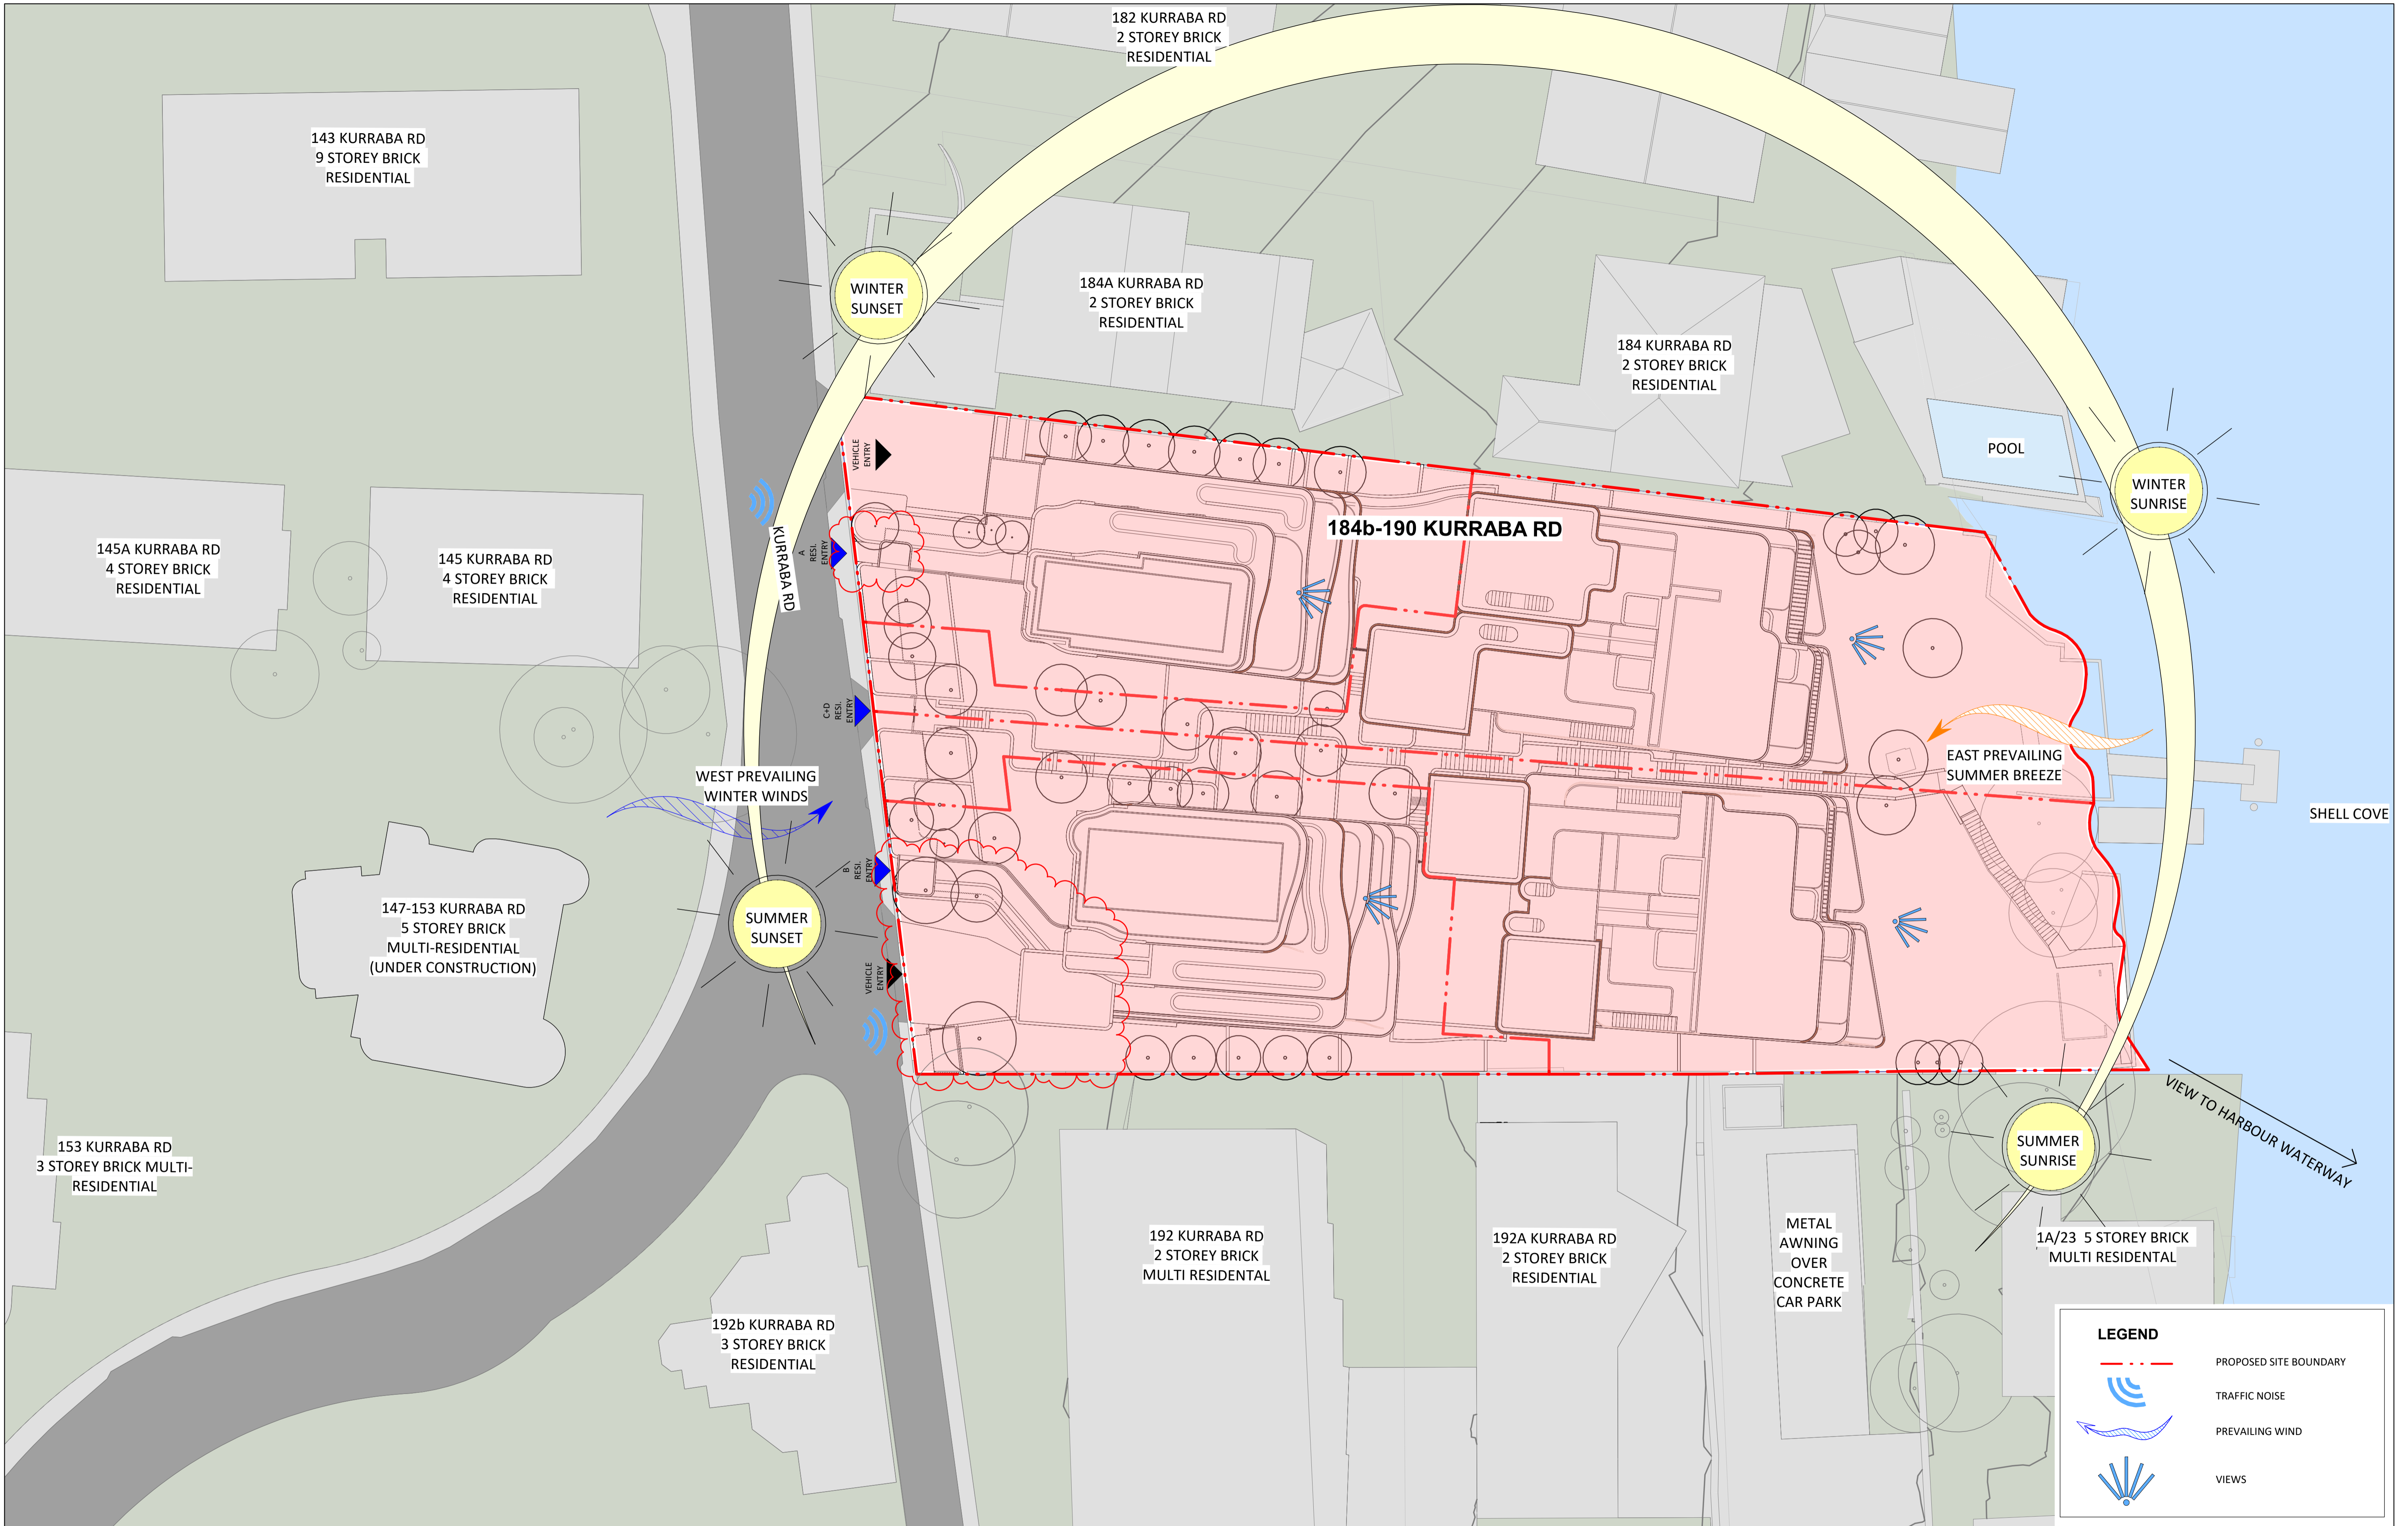 182 KURRABA RD
2 STOREY BRICK
RESIDENTIAL
143 KURRABA RD
9 STOREY BRICK
RESIDENTIAL
WINTER
SUNSET
184A KURRABA RD
2 STOREY BRICK
RESIDENTIAL
184 KURRABA RD
2 STOREY BRICK
RESIDENTIAL
POOL
WINTER
SUNRISE
VEHICLE
ENTRY
184b-190 KURRABA RD
145A KURRABA RD
4 STOREY BRICK
RESIDENTIAL
145 KURRABA RD
4 STOREY BRICK
RESIDENTIAL
KURRABA RD
A
RESI.
ENTRY
C+D
RESI.
ENTRY
WEST PREVAILING
WINTER WINDS
EAST PREVAILING
SUMMER BREEZE
SHELL COVE
B
RESI.
ENTRY
147-153 KURRABA RD
5 STOREY BRICK
MULTI-RESIDENTIAL
(UNDER CONSTRUCTION)
SUMMER
SUNSET
VEHICLE
ENTRY
VIEW TO HARBOUR WATERWAY
153 KURRABA RD
3 STOREY BRICK MULTI-
RESIDENTIAL
SUMMER
SUNRISE
192 KURRABA RD
2 STOREY BRICK
MULTI RESIDENTAL
192A KURRABA RD
2 STOREY BRICK
RESIDENTIAL
METAL
AWNING
OVER
CONCRETE
CAR PARK
1A/23 5 STOREY BRICK
MULTI RESIDENTAL
192b KURRABA RD
3 STOREY BRICK
RESIDENTIAL
LEGEND
PROPOSED SITE BOUNDARY
TRAFFIC NOISE
PREVAILING WIND
VIEWS